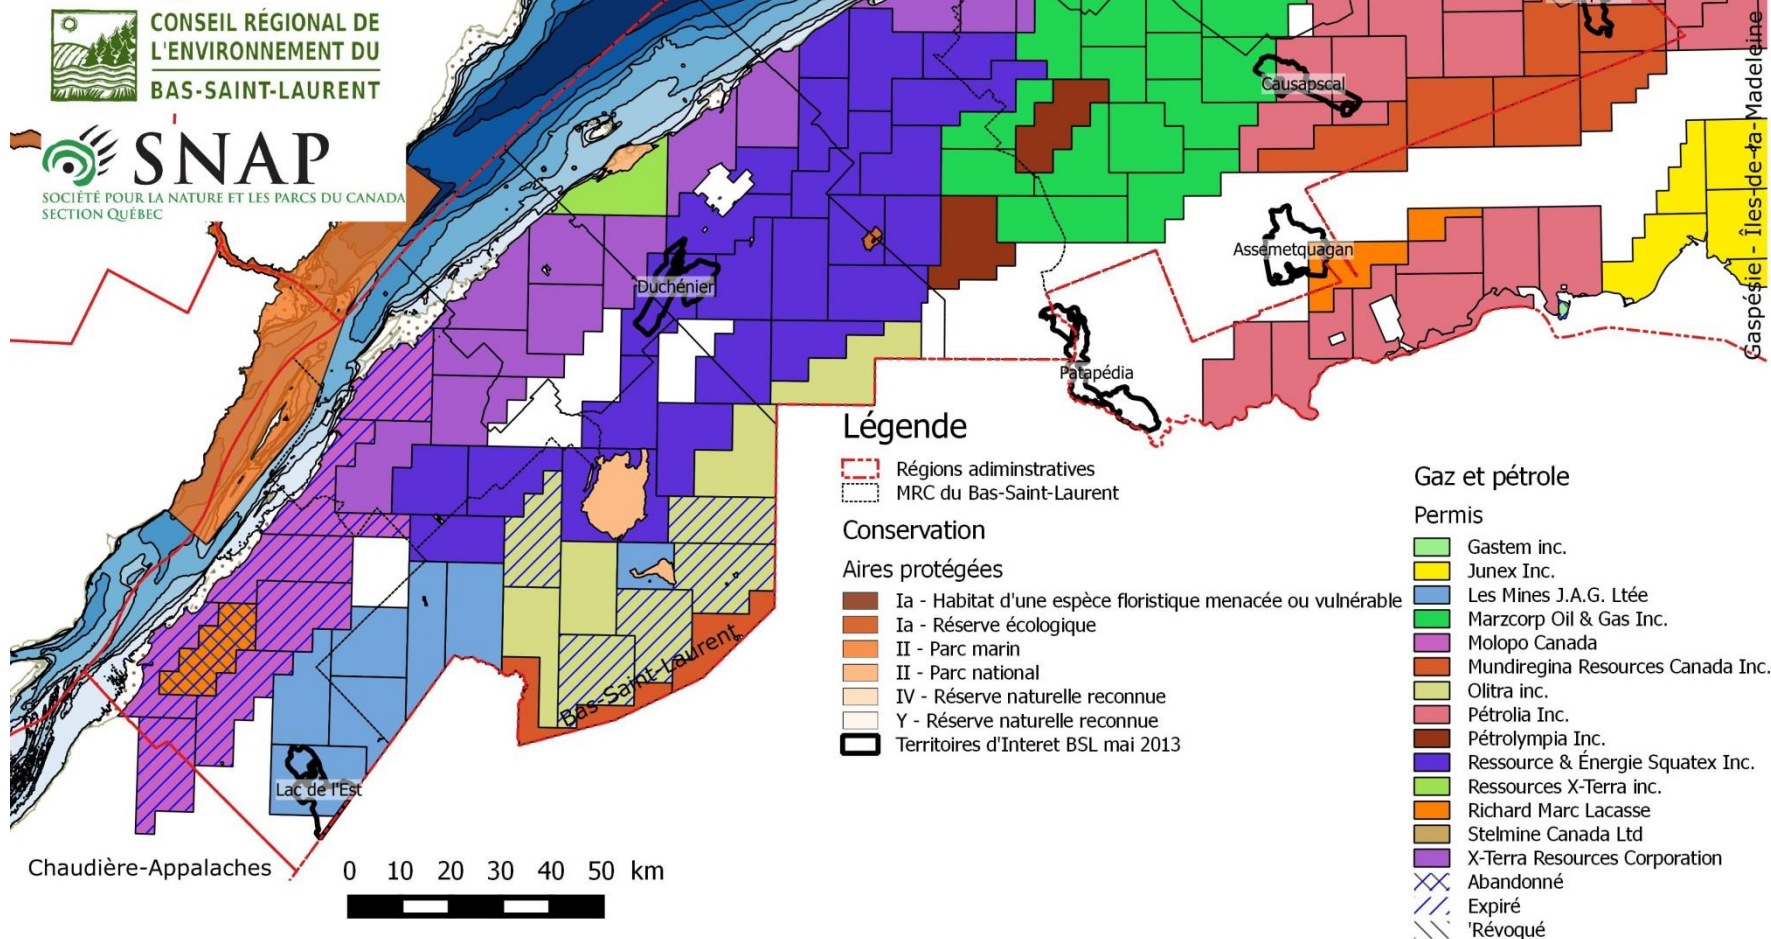 CONSEIL RÉGIONAL DE
L'ENVIRONNEMENT DU
BAS-SAINT-LAURENT
SNAP
SOCIÉTÉ POUR LA NATURE ET LES PARCS DU CANADA
SECTION QUÉBEC
Causapscal
Gaspésie - Îles-de-la-Madeleine
Assemetquagan
Duchénier
Patapédia
Bas-Saint-Laurent
Lac de l'Est
Chaudière-Appalaches
0 10 20 30 40 50 km
Légende
Régions adiminstratives
MRC du Bas-Saint-Laurent
Conservation
Aires protégées
Ia - Habitat d'une espèce floristique menacée ou vulnérable
Ia - Réserve écologique
II - Parc marin
II - Parc national
IV - Réserve naturelle reconnue
Y - Réserve naturelle reconnue
Territoires d'Interet BSL mai 2013
Gaz et pétrole
Permis
Gastem inc.
Junex Inc.
Les Mines J.A.G. Ltée
Marzcorp Oil & Gas Inc.
Molopo Canada
Mundiregina Resources Canada Inc.
Olitra inc.
Pétrolia Inc.
Pétrolympia Inc.
Ressource & Énergie Squatex Inc.
Ressources X-Terra inc.
Richard Marc Lacasse
Stelmine Canada Ltd
X-Terra Resources Corporation
Abandonné
Expiré
'Révoqué